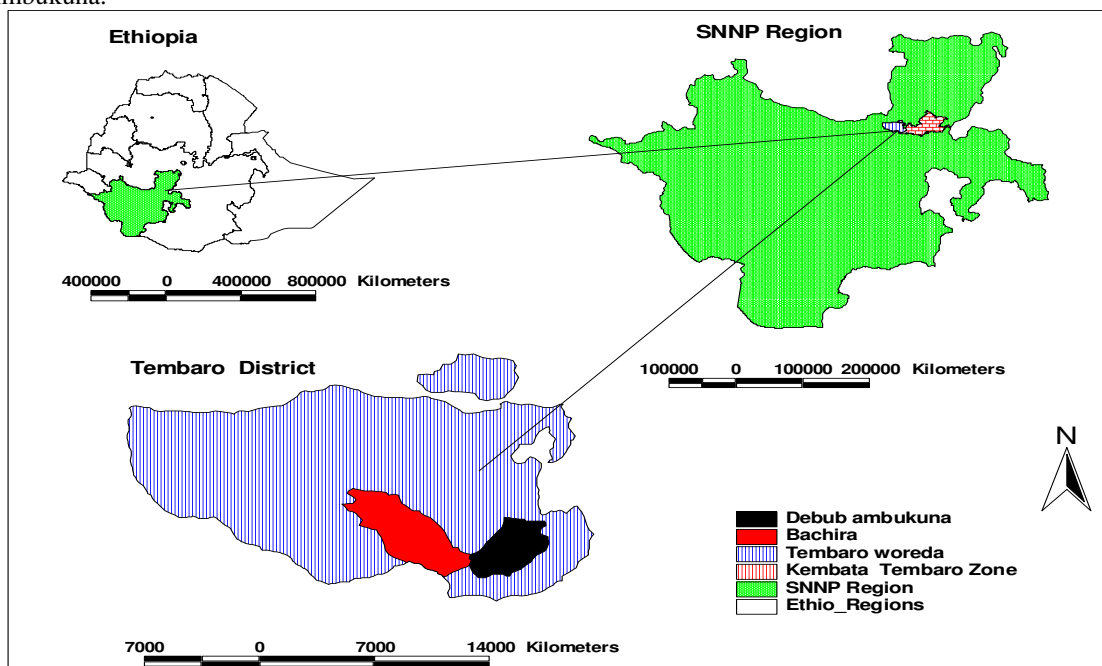 Ethiopia
SNNP Region
400000 0 400000 800000 Kilometers
Tembaro District
100000 0 100000 200000 Kilometers
N
Debub ambukuna
Bachira
Tembaro woreda
Kembata Tembaro Zone
SNNP Region
Ethio_Regions
7000 0 7000 14000 Kilometers